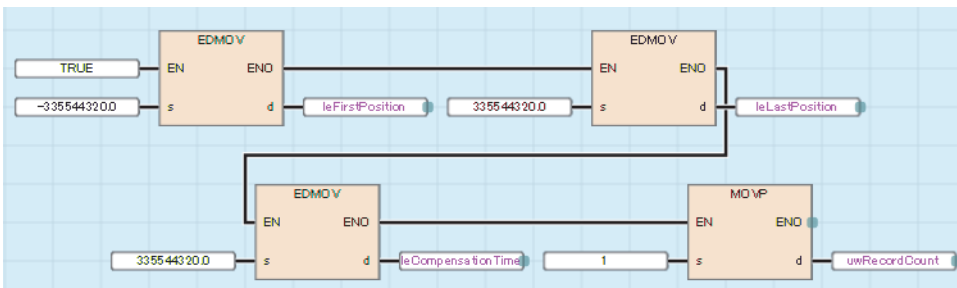 EDMOV EDMOV
TRUE EN ENO EN ENO
-335544320.0 s d leFirstPosition 335544320.0 s d leLastPosition
EDMOV MOVP
EN ENO EN ENO
335544320.0 s d leCompensationTime 1 s d uwRecordCount